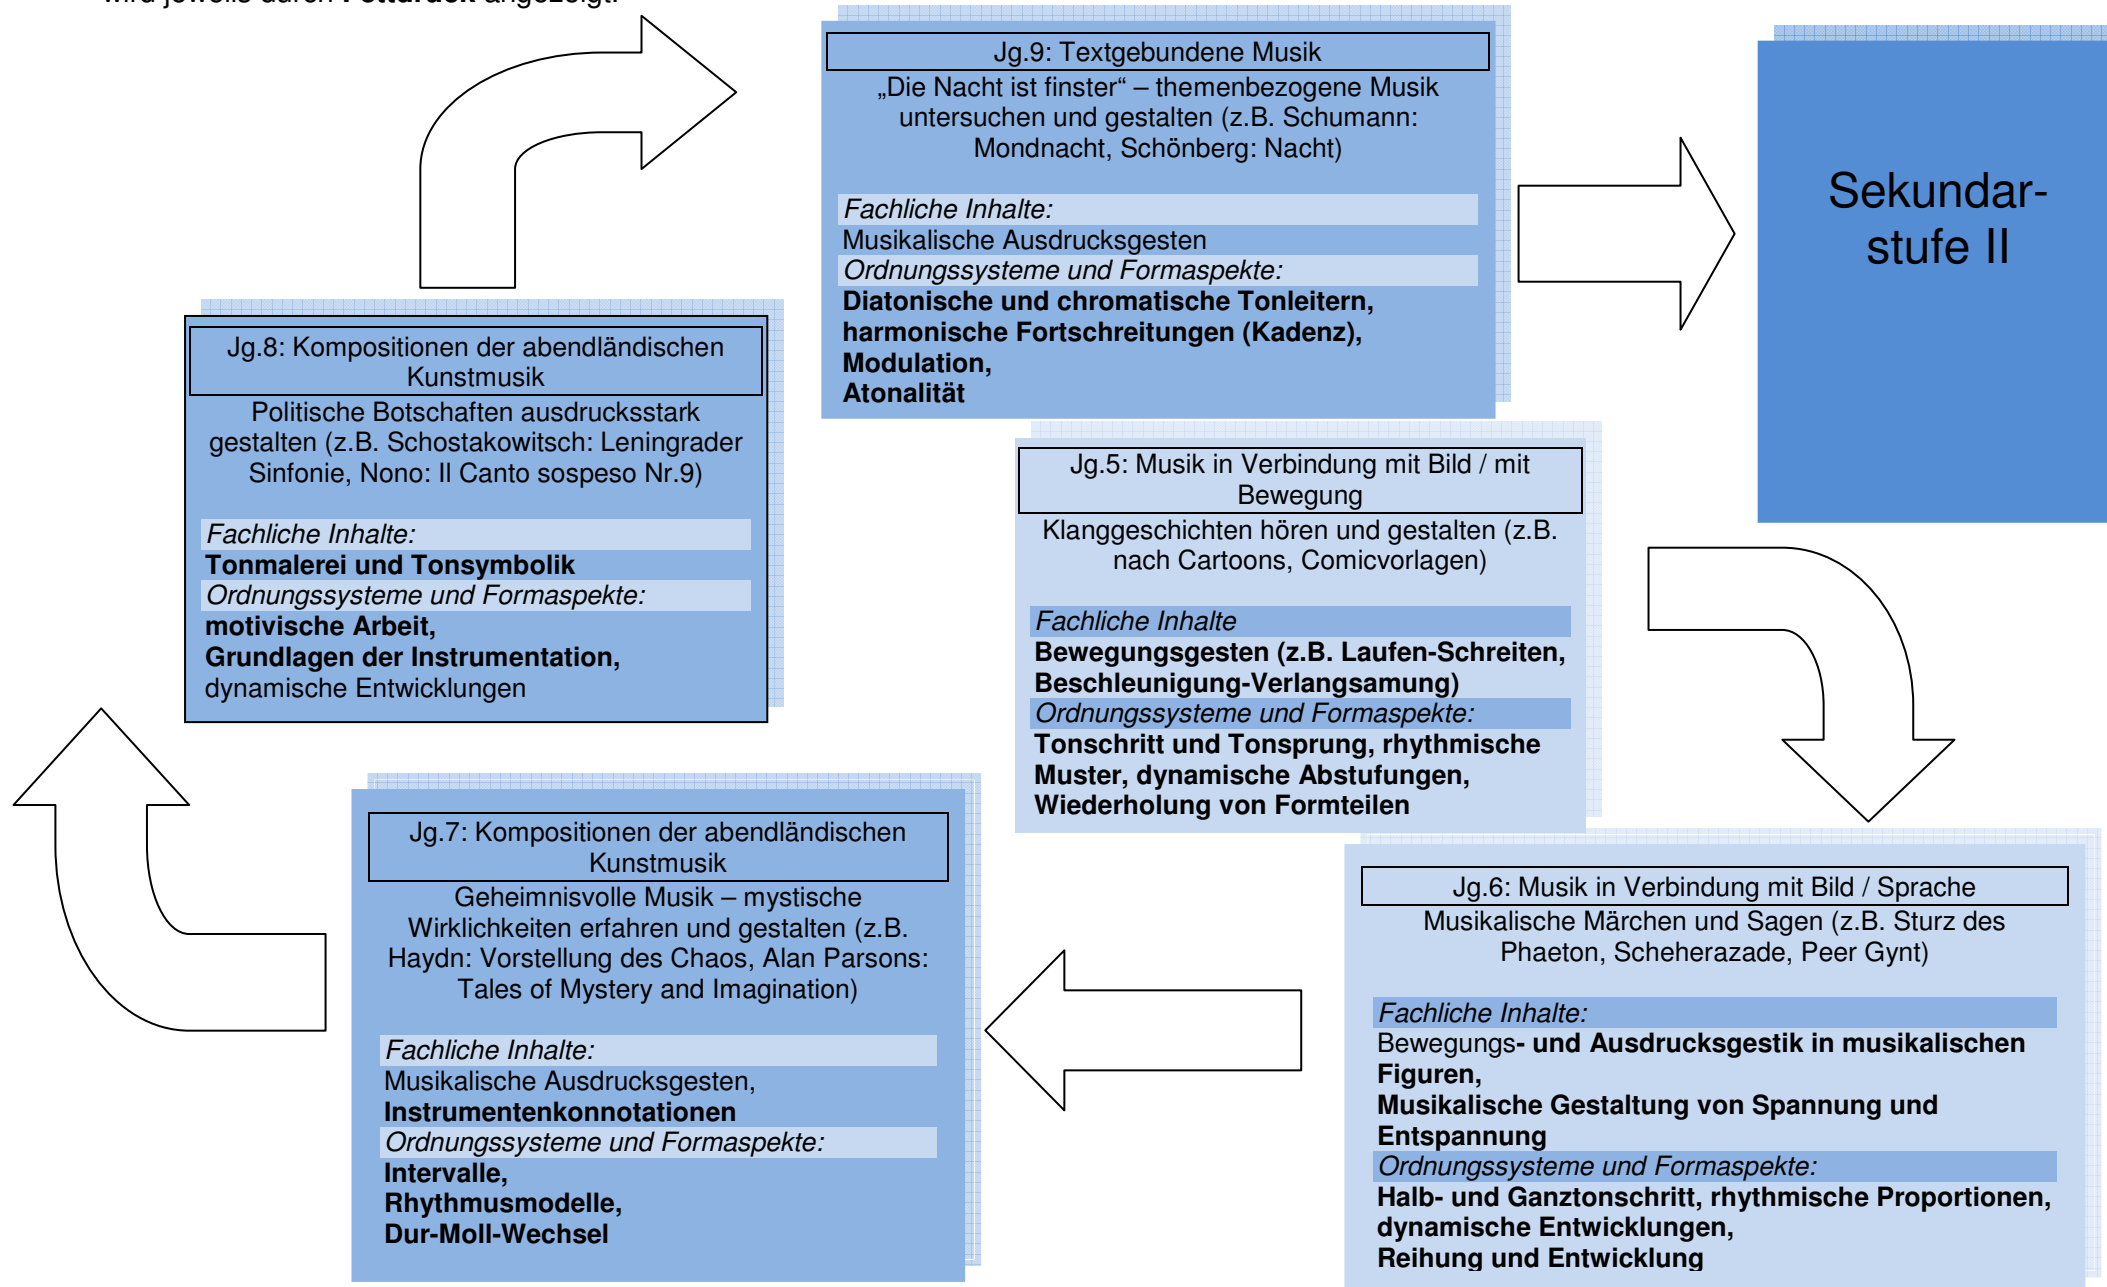 wird jeweils durch Fettdruck angezeigt.
Jg.9: Textgebundene Musik
„Die Nacht ist finster“ – themenbezogene Musik
untersuchen und gestalten (z.B. Schumann:
Mondnacht, Schönberg: Nacht)
Fachliche Inhalte:
Musikalische Ausdrucksgesten
Ordnungssysteme und Formaspekte:
Diatonische und chromatische Tonleitern,
harmonische Fortschreitungen (Kadenz),
Modulation,
Atonalität
Sekundar-
stufe II
Jg.8: Kompositionen der abendländischen
Kunstmusik
Politische Botschaften ausdrucksstark
gestalten (z.B. Schostakowitsch: Leningrader
Sinfonie, Nono: Il Canto sospeso Nr.9)
Fachliche Inhalte:
Tonmalerei und Tonsymbolik
Ordnungssysteme und Formaspekte:
motivische Arbeit,
Grundlagen der Instrumentation,
dynamische Entwicklungen
Jg.5: Musik in Verbindung mit Bild / mit
Bewegung
Klanggeschichten hören und gestalten (z.B.
nach Cartoons, Comicvorlagen)
Fachliche Inhalte
Bewegungsgesten (z.B. Laufen-Schreiten,
Beschleunigung-Verlangsamung)
Ordnungssysteme und Formaspekte:
Tonschritt und Tonsprung, rhythmische
Muster, dynamische Abstufungen,
Wiederholung von Formteilen
Jg.7: Kompositionen der abendländischen
Kunstmusik
Geheimnisvolle Musik – mystische
Wirklichkeiten erfahren und gestalten (z.B.
Haydn: Vorstellung des Chaos, Alan Parsons:
Tales of Mystery and Imagination)
Fachliche Inhalte:
Musikalische Ausdrucksgesten,
Instrumentenkonnotationen
Ordnungssysteme und Formaspekte:
Intervalle,
Rhythmusmodelle,
Dur-Moll-Wechsel
Jg.6: Musik in Verbindung mit Bild / Sprache
Musikalische Märchen und Sagen (z.B. Sturz des
Phaeton, Scheherazade, Peer Gynt)
Fachliche Inhalte:
Bewegungs- und Ausdrucksgestik in musikalischen
Figuren,
Musikalische Gestaltung von Spannung und
Entspannung
Ordnungssysteme und Formaspekte:
Halb- und Ganztonschritt, rhythmische Proportionen,
dynamische Entwicklungen,
Reihung und Entwicklung